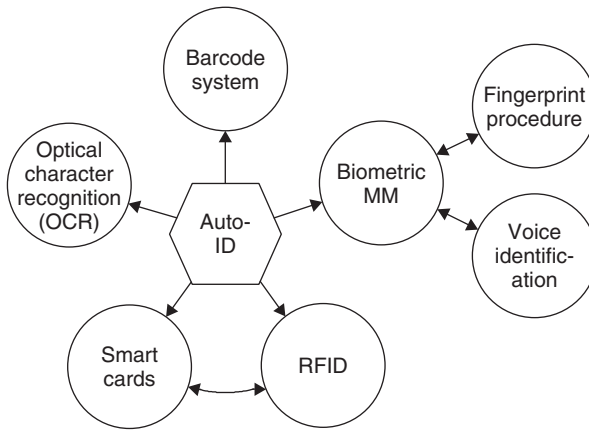 Barcode
system
Fingerprint
procedure
Optical
character
recognition
(OCR)
Biometric
MM
Auto-
ID
Voice
identific-
ation
Smart
cards
RFID